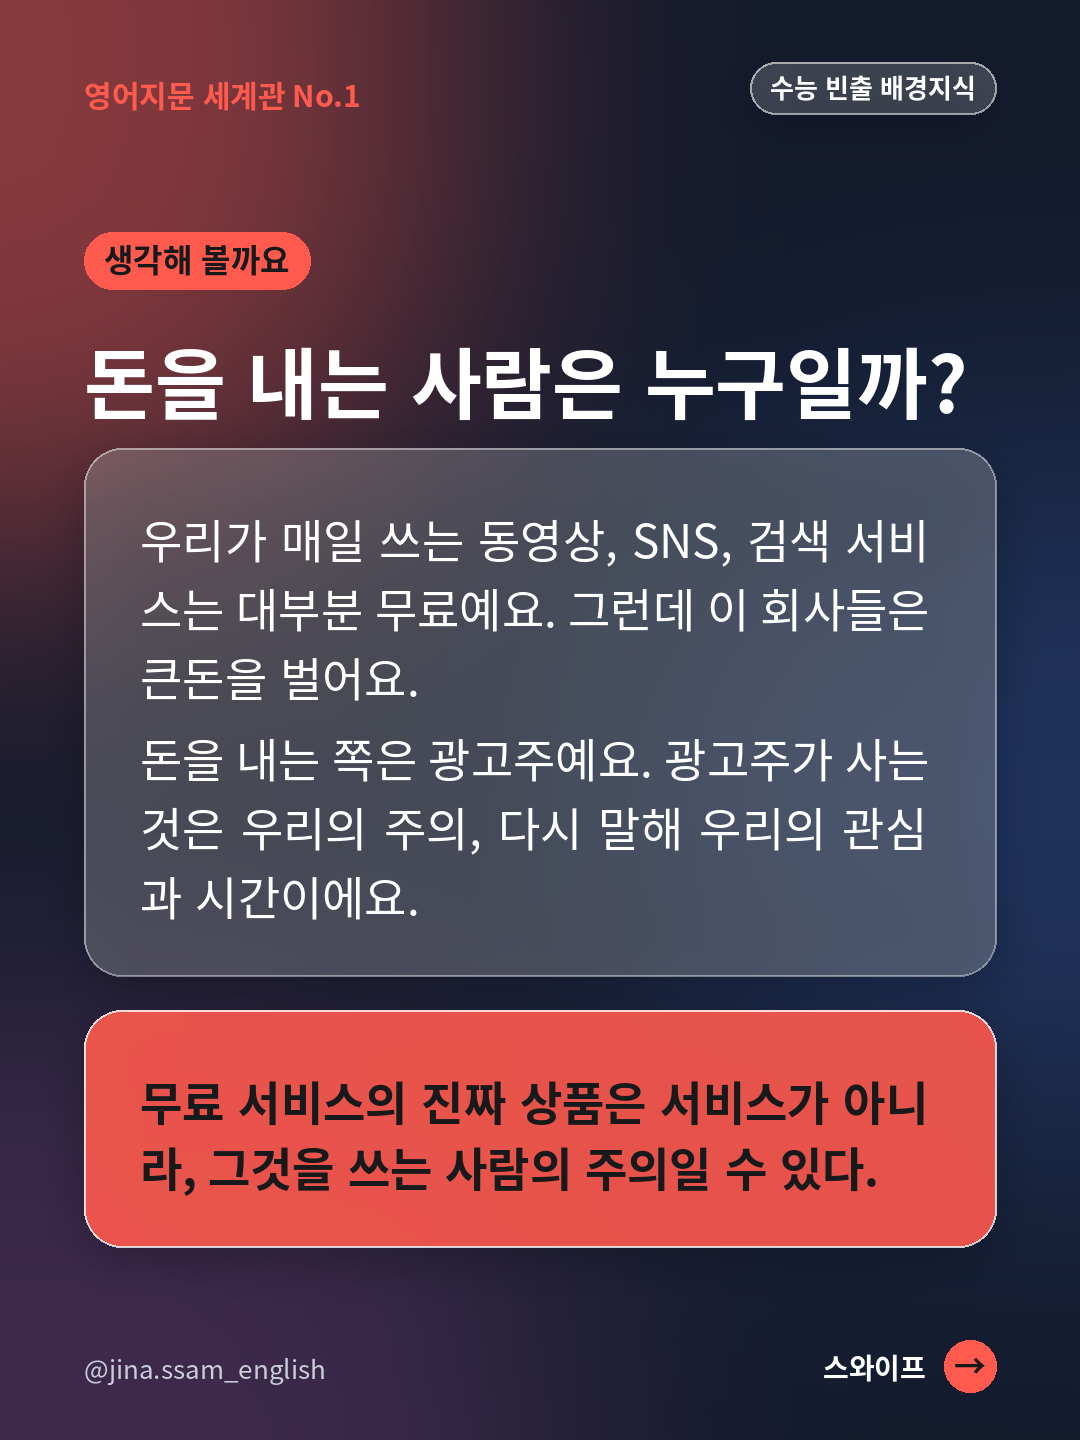 영어지문 세계관 No.1
수능 빈출 배경지식
생각해 볼까요
돈을 내는 사람은 누구일까?
우리가 매일 쓰는 동영상, SNS, 검색 서비
스는 대부분 무료예요. 그런데 이 회사들은
큰돈을 벌어요.
돈을 내는 쪽은 광고주예요. 광고주가 사는
것은 우리의 주의, 다시 말해 우리의 관심
과 시간이에요.
무료 서비스의 진짜 상품은 서비스가 아니
라, 그것을 쓰는 사람의 주의일 수 있다.
@jina.ssam_english
스와이프 →